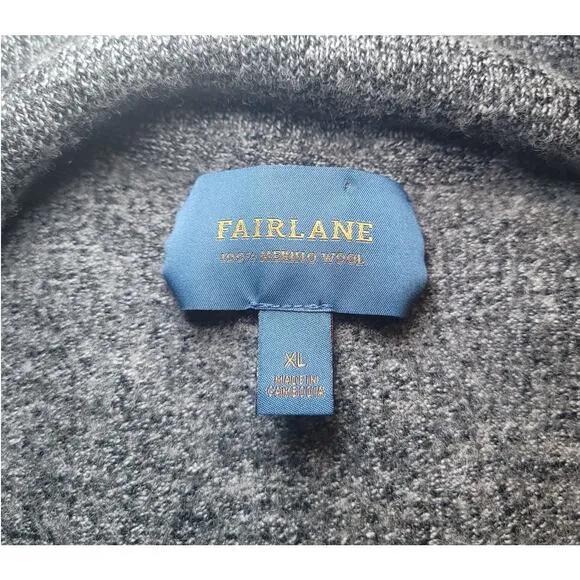 FAIRLANE
100% MERINO WOOL
XL
MADE IN
CAMBODIA